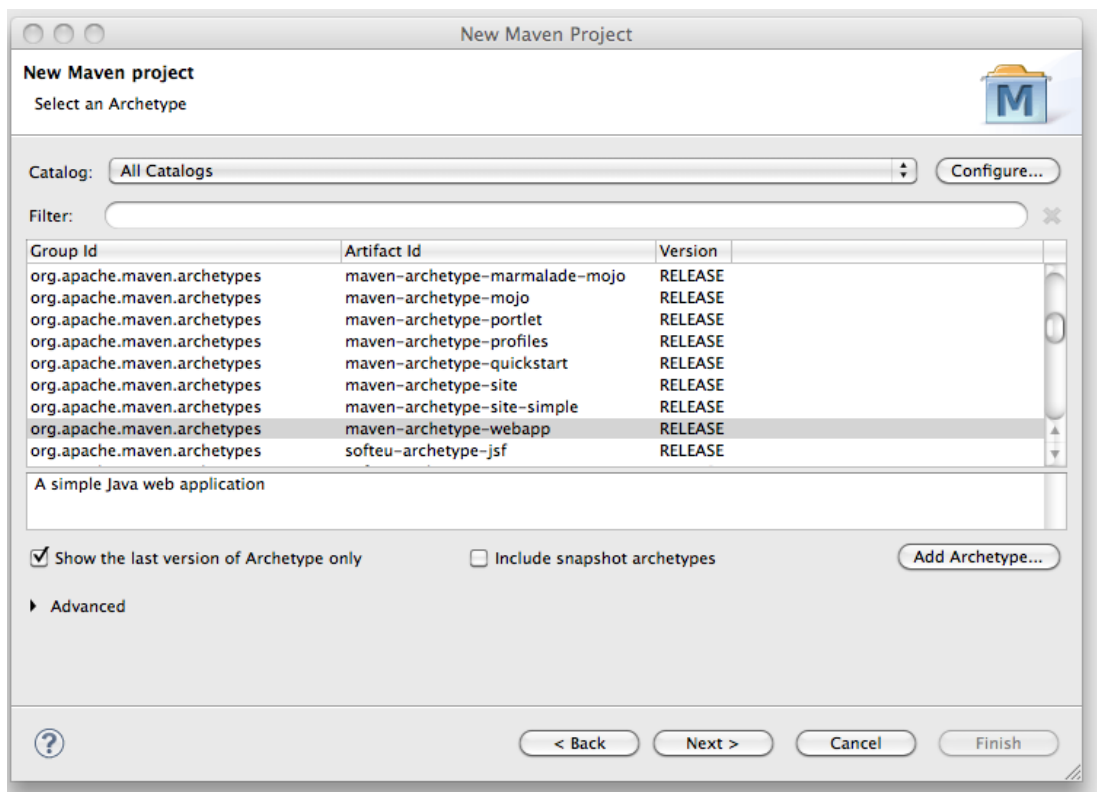 New Maven Project
New Maven project
Select an Archetype
M
Catalog: All Catalogs Configure...
Filter:
Group Id Artifact Id Version
org.apache.maven.archetypes maven-archetype-marmalade-mojo RELEASE
org.apache.maven.archetypes maven-archetype-mojo RELEASE
org.apache.maven.archetypes maven-archetype-portlet RELEASE
org.apache.maven.archetypes maven-archetype-profiles RELEASE
org.apache.maven.archetypes maven-archetype-quickstart RELEASE
org.apache.maven.archetypes maven-archetype-site RELEASE
org.apache.maven.archetypes maven-archetype-site-simple RELEASE
org.apache.maven.archetypes maven-archetype-webapp RELEASE
org.apache.maven.archetypes softeu-archetype-jsf RELEASE
A simple Java web application
Show the last version of Archetype only Include snapshot archetypes Add Archetype...
Advanced
? < Back Next > Cancel Finish